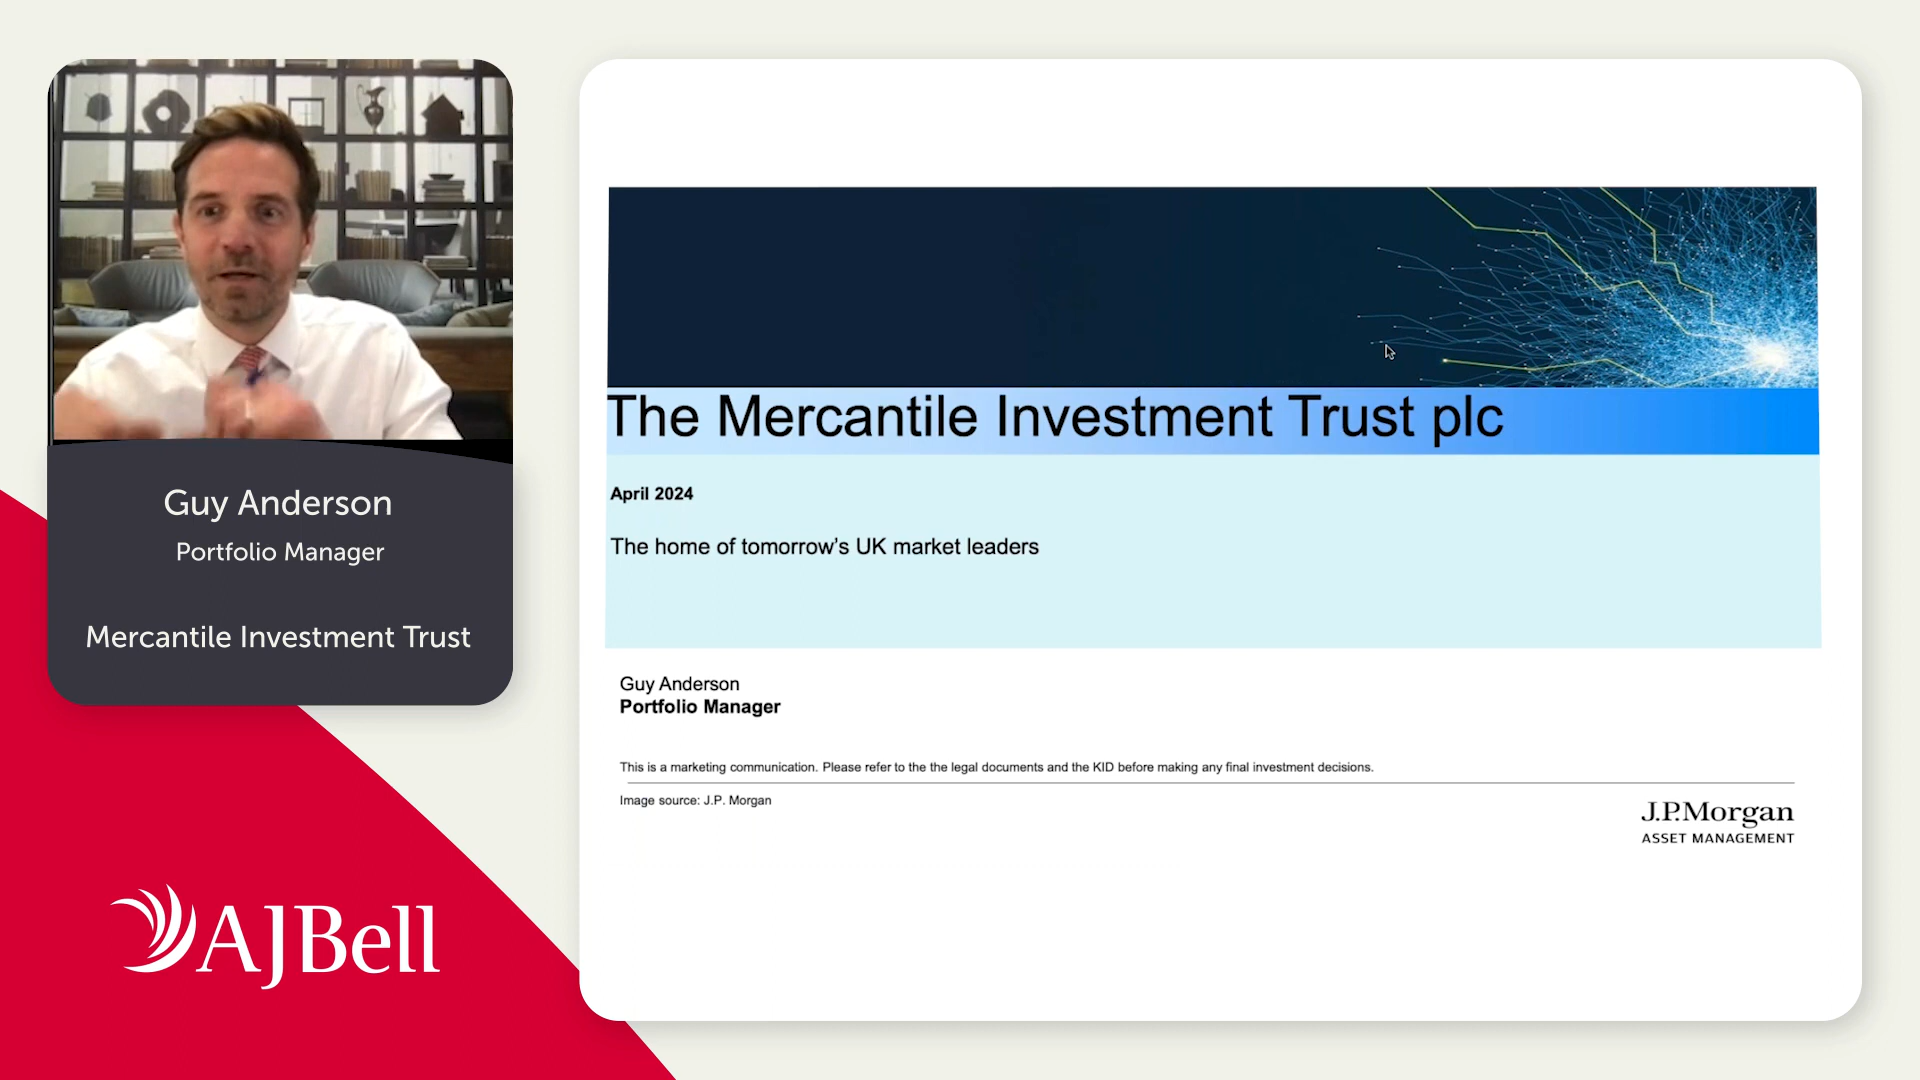 Guy Anderson
Portfolio Manager
Mercantile Investment Trust
AJBell
The Mercantile Investment Trust plc
April 2024
The home of tomorrow’s UK market leaders
Guy Anderson
Portfolio Manager
This is a marketing communication. Please refer to the the legal documents and the KID before making any final investment decisions.
Image source: J.P. Morgan
J.P.Morgan
ASSET MANAGEMENT